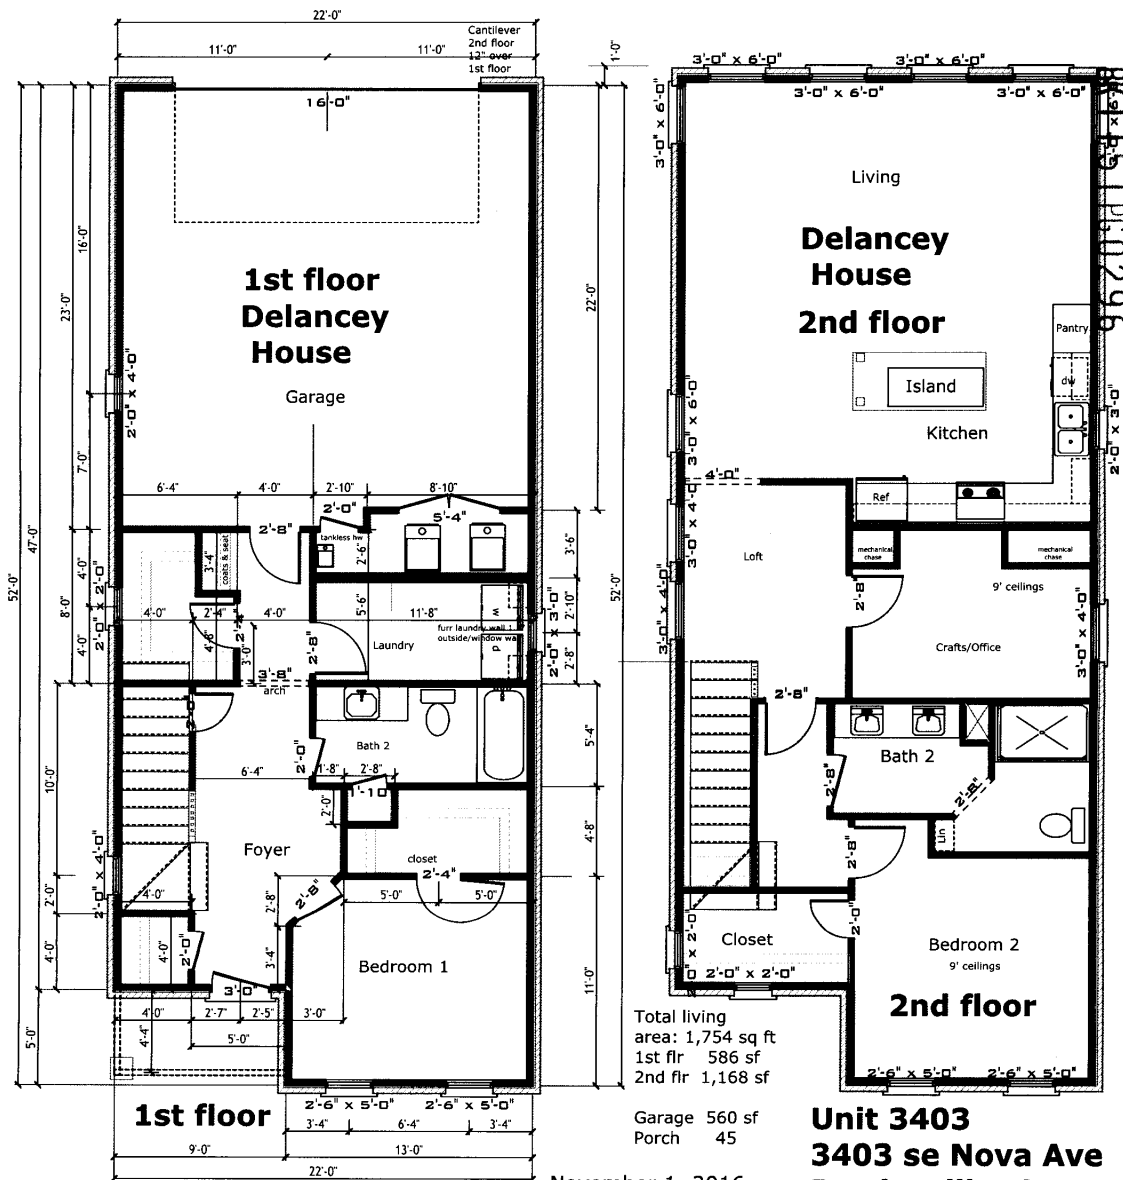 22'-0"
11'-0"
11'-0"
Cantilever
2nd floor
12" over
1st floor
1'-0"
16'-0"
3'-0" x 6'-0"
3'-0" x 6'-0"
3'-0" x 6'-0"
3'-0" x 6'-0"
3'-0" x 6'-0"
Living
16'-0"
23'-0"
22'-0"
1st floor
Delancey
House
Delancey
House
2nd floor
Pantry
dw
Island
Kitchen
Garage
2'-0" x 4'-0"
3'-0" x 6'-0"
2'-0" x 3'-0"
7'-0"
6'-4"
4'-0"
2'-10"
8'-10"
2'-0"
5'-4"
4'-0"
Ref
2'-8"
tankless hw
2'-6"
3'-6"
47'-0"
52'-0"
52'-0"
3'-4"
coats & seat
4'-0"
8'-0"
3'-0" x 4'-0"
Loft
mechanical
chase
mechanical
chase
9' ceilings
2'-0" x 2'-0"
4'-0"
2'-4"
4'-0"
5'-6"
11'-8"
w
furr laundry wall
outside/window wa
d
Laundry
2'-0" x 3'-0"
2'-10"
2'-8"
4'-0"
4'-6"
2'-4"
3'-0"
2'-8"
3'-8"
arch
3'-0" x 4'-0"
2'-8"
Crafts/Office
3'-0" x 4'-0"
2'-8"
2'-0"
2'-0"
Bath 2
5'-4"
1'-8"
2'-8"
1'-10"
6'-4"
10'-0"
2'-0"
Bath 2
2'-8"
2'-8"
Lin
Foyer
closet
2'-4"
4'-8"
2'-8"
2'-0" x 4'-0"
2'-0"
4'-0"
2'-8"
2'-8"
5'-0"
5'-0"
4'-0"
4'-0"
2'-0"
3'-4"
Bedroom 1
11'-0"
2'-0"
Closet
2'-0" x 2'-0"
2'-0" x 2'-0"
Bedroom 2
9' ceilings
2nd floor
3'-0"
4'-0"
2'-7"
2'-5"
3'-0"
5'-0"
4'-4"
5'-0"
Total living
area: 1,754 sq ft
1st flr 586 sf
2nd flr 1,168 sf
Garage 560 sf
Porch 45
2'-6" x 5'-0"
2'-6" x 5'-0"
2'-6" x 5'-0"
2'-6" x 5'-0"
1st floor
3'-4"
6'-4"
3'-4"
9'-0"
13'-0"
22'-0"
Unit 3403
3403 se Nova Ave